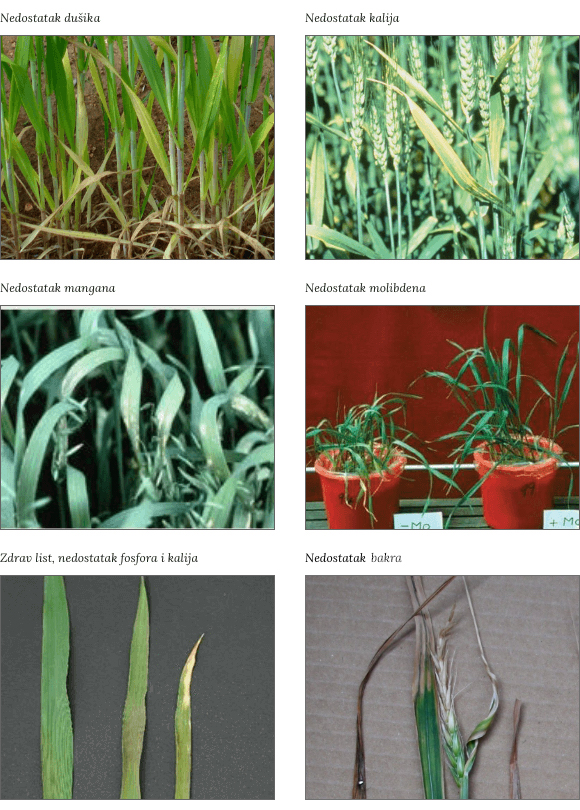 Nedostatak dušika
Nedostatak kalija
Nedostatak mangana
Nedostatak molibdena
-Mo
+ Mo
Zdrav list, nedostatak fosfora i kalija
Nedostatak bakra